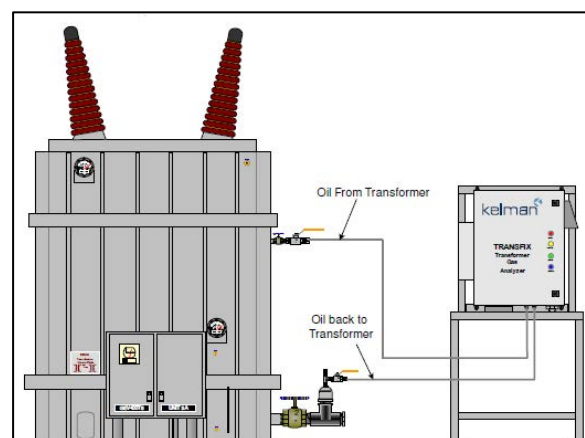 Oil From Transformer
kelman
TRANSFIX
Transformer
Gas
Analyzer
Oil back to
Transformer